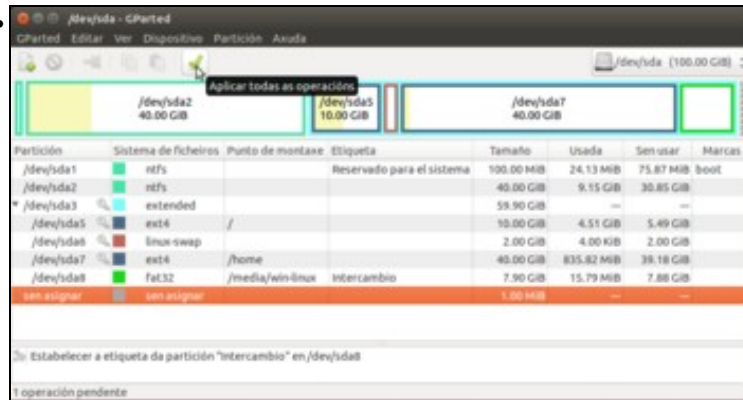 /dev/sda - GParted
GParted Editar Ver Dispositivo Partición Axuda
/dev/sda (100.00 GiB)
Aplicar todas as operacións
/dev/sda2
40.00 GiB
/dev/sda5
10.00 GiB
/dev/sda7
40.00 GiB
Partición Sistema de ficheiros Punto de montaxe Etiqueta Tamaño Usada Sen usar Marcas
/dev/sda1 ntfs Reservado para el sistema 100.00 MiB 24.13 MiB 75.87 MiB boot
/dev/sda2 ntfs 40.00 GiB 9.15 GiB 30.85 GiB
/dev/sda3 extended 59.90 GiB — —
/dev/sda5 ext4 / 10.00 GiB 4.51 GiB 5.49 GiB
/dev/sda6 linux-swap 2.00 GiB 4.00 KiB 2.00 GiB
/dev/sda7 ext4 /home 40.00 GiB 835.82 MiB 39.18 GiB
/dev/sda8 fat32 /media/win-linux Intercambio 7.90 GiB 15.79 MiB 7.88 GiB
sen asignar sen asignar 1.00 MiB — —
Estabelecer a etiqueta da partición "Intercambio" en /dev/sda8
1 operación pendente